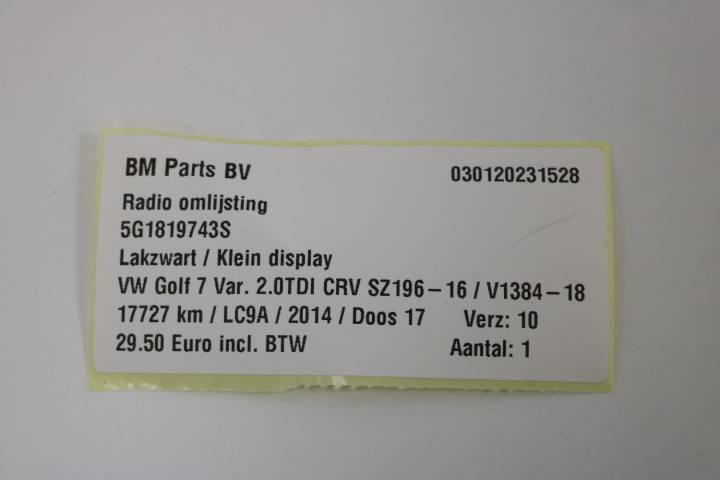 BM Parts BV 030120231528
Radio omlijsting
5G1819743S
Lakzwart / Klein display
VW Golf 7 Var. 2.0TDI CRV SZ196-16 / V1384-18
17727 km / LC9A / 2014 / Doos 17 Verz: 10
29.50 Euro incl. BTW Aantal: 1